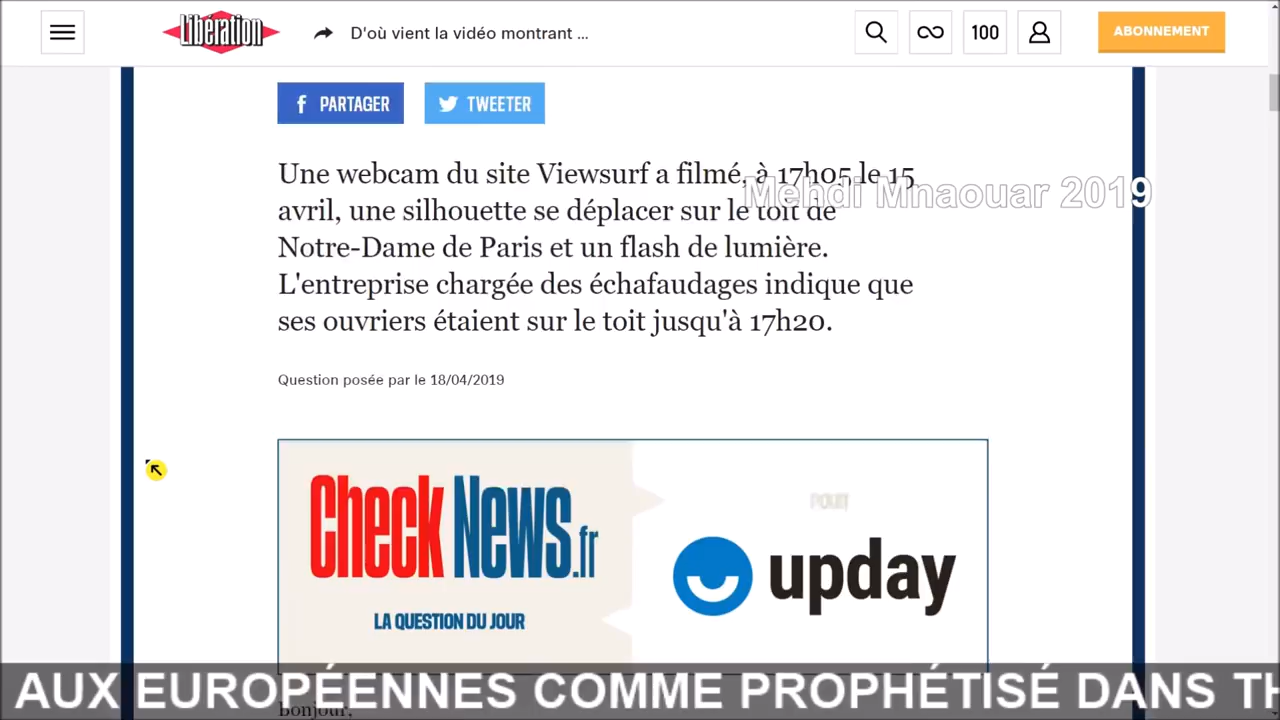 Libération
D'où vient la vidéo montrant ...
100
ABONNEMENT
f PARTAGER
TWEETER
Une webcam du site Viewsurf a filmé, à 17h05 le 15
Mehdi Mnaouar 2019
avril, une silhouette se déplacer sur le toit de
Notre-Dame de Paris et un flash de lumière.
L'entreprise chargée des échafaudages indique que
ses ouvriers étaient sur le toit jusqu'à 17h20.
Question posée par le 18/04/2019
CheckNews.fr
LA QUESTION DU JOUR
POUR
upday
AUX EUROPÉENNES COMME PROPHÉTISÉ DANS TH
Bonjour,